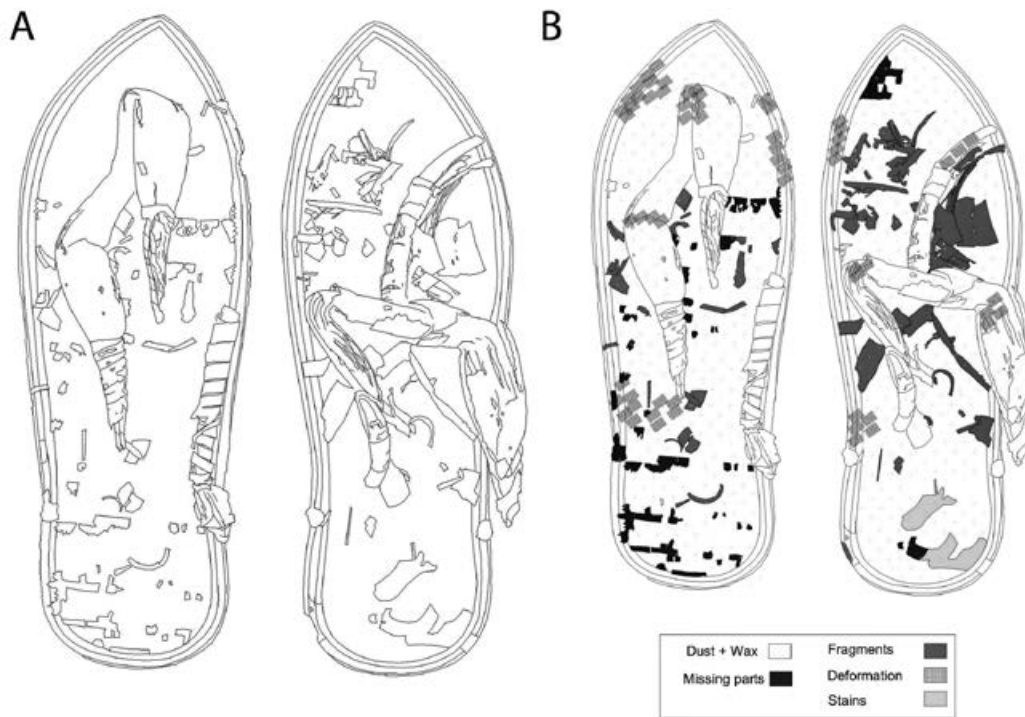 A
B
Dust + Wax
Missing parts
Fragments
Deformation
Stains